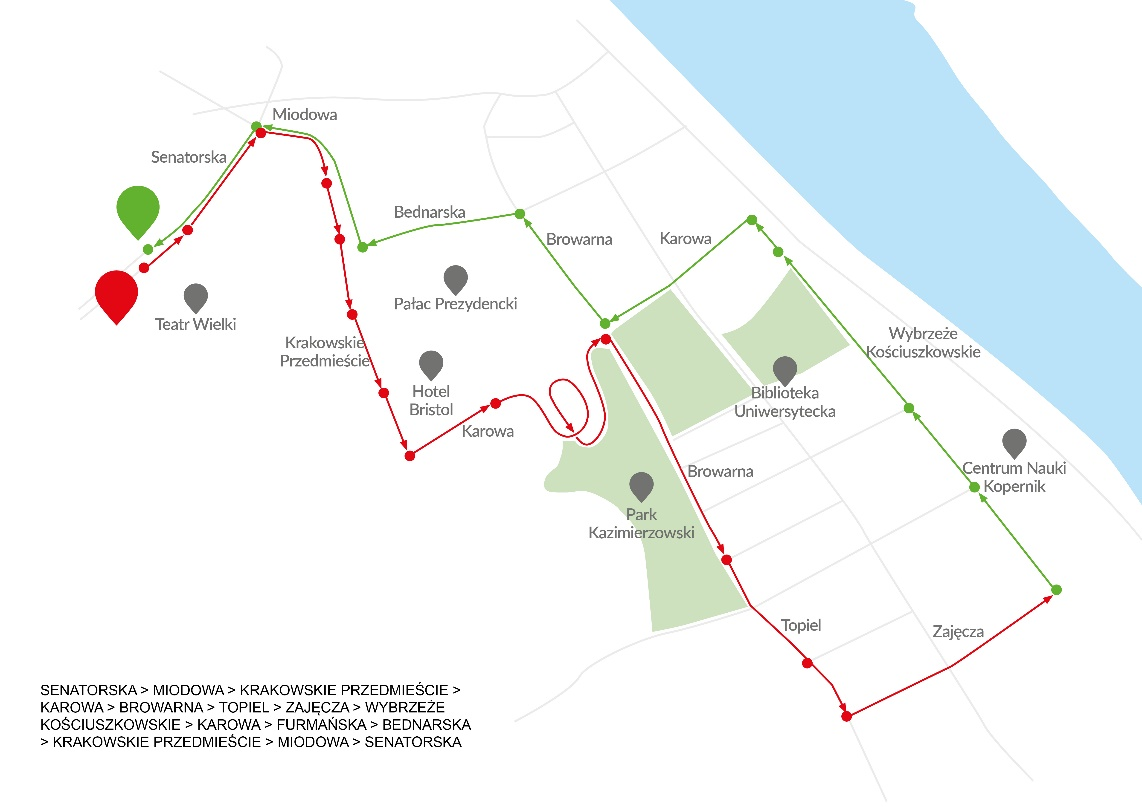 Miodowa
Senatorska
Bednarska
Browarna
Karowa
Pałac Prezydencki
Teatr Wielki
Krakowskie
Przedmieście
Wybrzeże
Kościuszkowskie
Hotel
Bristol
Biblioteka
Uniwersytecka
Karowa
Browarna
Centrum Nauki
Kopernik
Park
Kazimierzowski
Topiel
Zajęcza
SENATORSKA > MIODOWA > KRAKOWSKIE PRZEDMIEŚCIE >
KAROWA > BROWARNA > TOPIEL > ZAJĘCZA > WYBRZEŻE
KOŚCIUSZKOWSKIE > KAROWA > FURMAŃSKA > BEDNARSKA
> KRAKOWSKIE PRZEDMIEŚCIE > MIODOWA > SENATORSKA